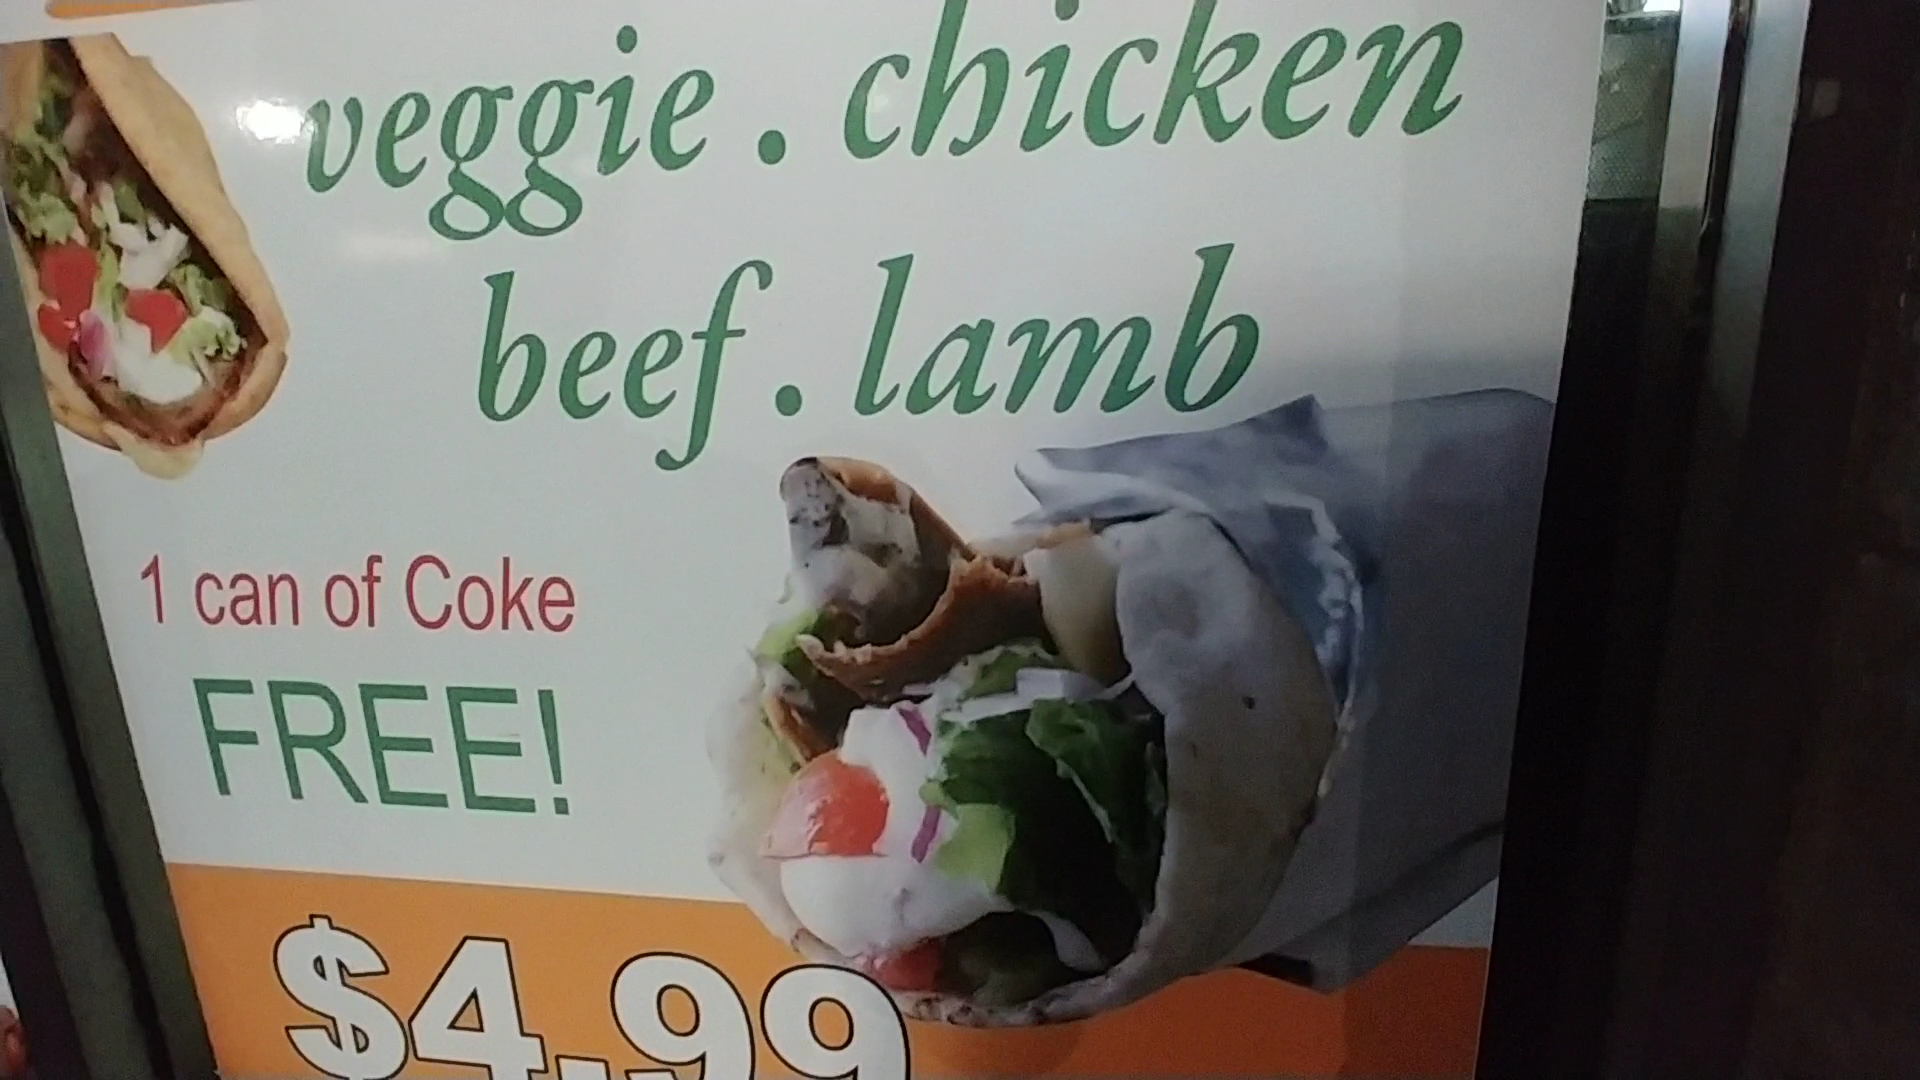 veggie . chicken
beef . lamb
1 can of Coke
FREE!
$4.99